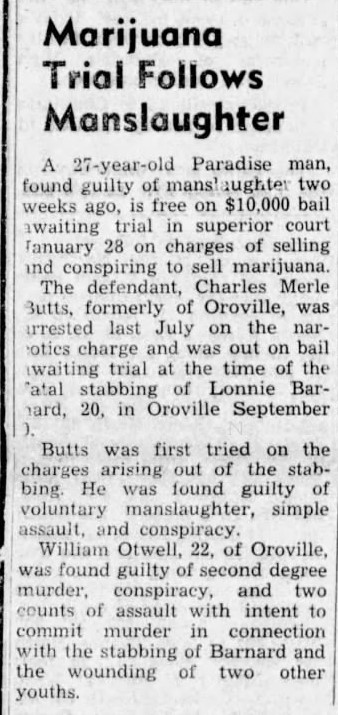 Marijuana
Trial Follows
Manslaughter
A 27-year-old Paradise man,
found guilty of manslaughter two
weeks ago, is free on $10,000 bail
awaiting trial in superior court
January 28 on charges of selling
and conspiring to sell marijuana.
The defendant, Charles Merle
Butts, formerly of Oroville, was
arrested last July on the nar-
cotics charge and was out on bail
awaiting trial at the time of the
fatal stabbing of Lonnie Bar-
nard, 20, in Oroville September
Butts was first tried on the
charges arising out of the stab-
bing. He was found guilty of
voluntary manslaughter, simple
assault, and conspiracy.
William Otwell, 22, of Oroville,
was found guilty of second degree
murder, conspiracy, and two
counts of assault with intent to
commit murder in connection
with the stabbing of Barnard and
the wounding of two other
youths.